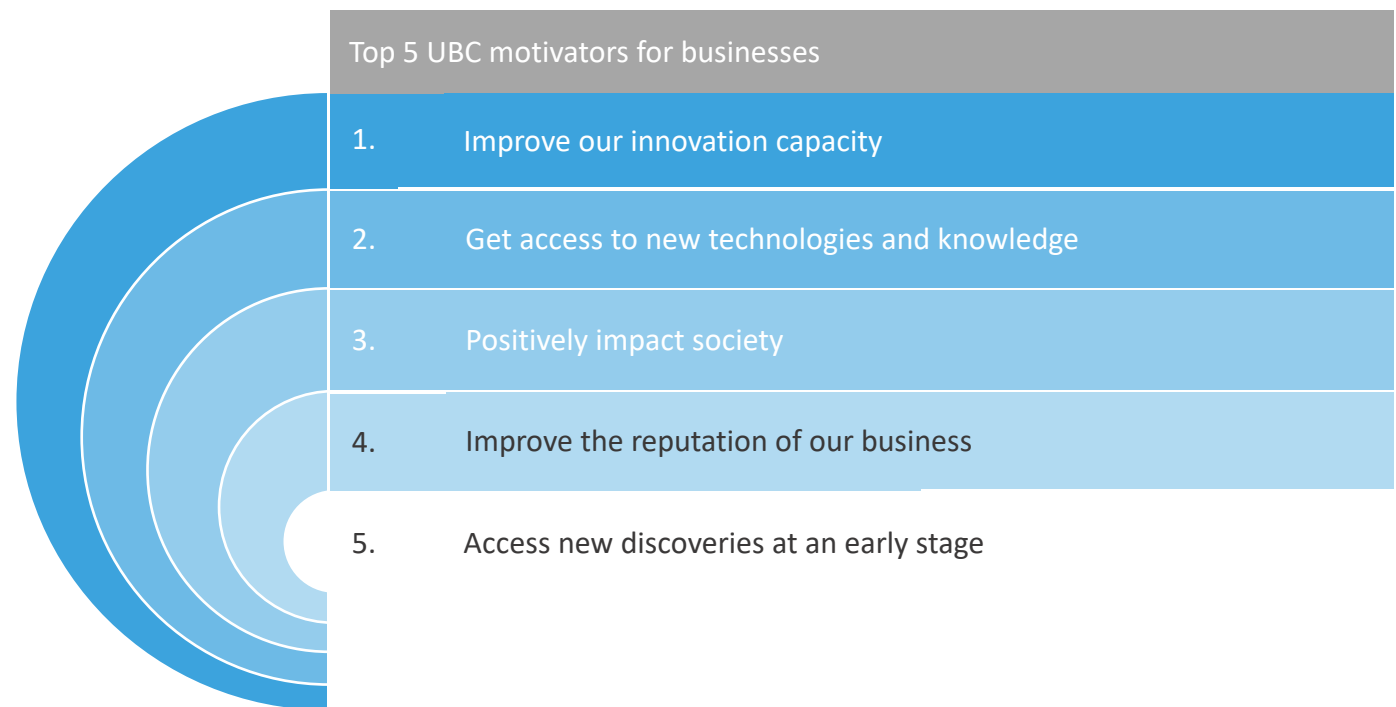 Top 5 UBC motivators for businesses
1. Improve our innovation capacity
2. Get access to new technologies and knowledge
3. Positively impact society
4. Improve the reputation of our business
5. Access new discoveries at an early stage